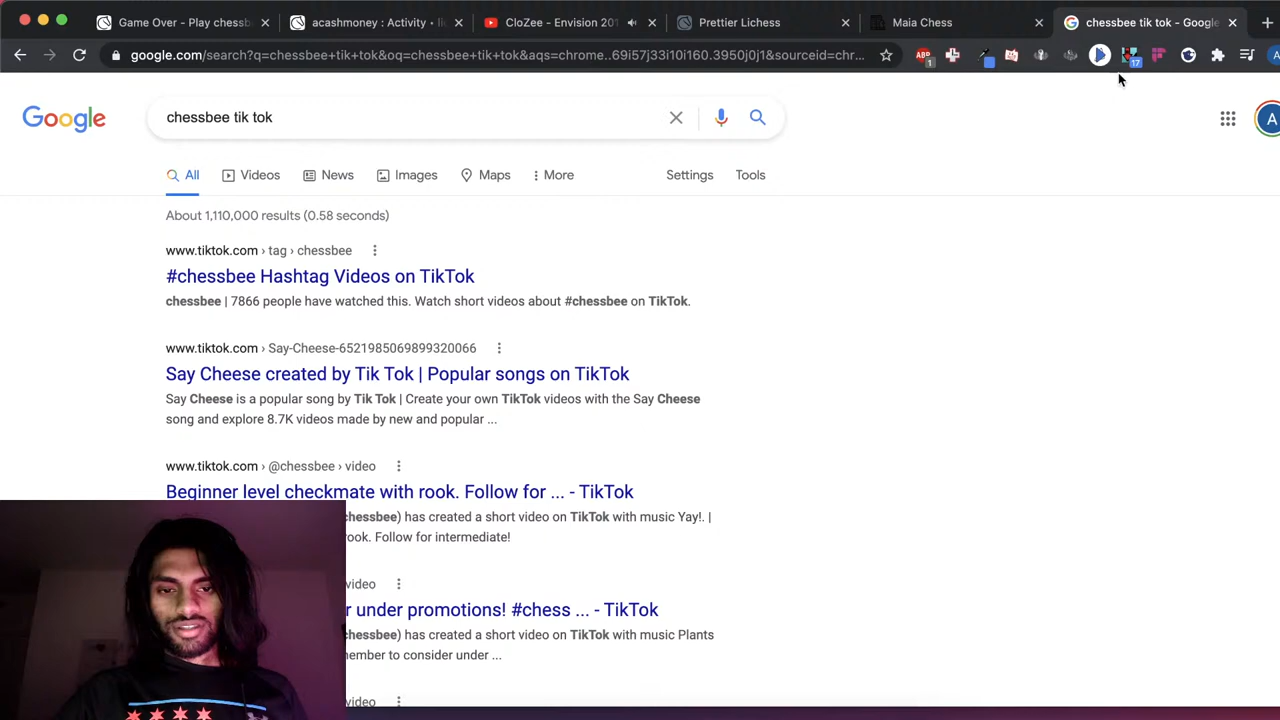 Game Over - Play chessb
acashmoney : Activity • li
CloZee - Envision 201
Prettier Lichess
Maia Chess
chessbee tik tok - Google
google.com/search?q=chessbee+tik+tok&oq=chessbee+tik+tok&aqs=chrome..69i57j33i10i160.3950j0j1&sourceid=chr...
ABP
1
17
A
Google
chessbee tik tok
A
All
Videos
News
Images
Maps
More
Settings
Tools
About 1,110,000 results (0.58 seconds)
www.tiktok.com › tag › chessbee
#chessbee Hashtag Videos on TikTok
chessbee | 7866 people have watched this. Watch short videos about #chessbee on TikTok.
www.tiktok.com › Say-Cheese-6521985069899320066
Say Cheese created by Tik Tok | Popular songs on TikTok
Say Cheese is a popular song by Tik Tok | Create your own TikTok videos with the Say Cheese
song and explore 8.7K videos made by new and popular ...
www.tiktok.com › @chessbee › video
Beginner level checkmate with rook. Follow for ... - TikTok
chessbee) has created a short video on TikTok with music Yay!. |
rook. Follow for intermediate!
video
r under promotions! #chess ... - TikTok
chessbee) has created a short video on TikTok with music Plants
nember to consider under ...
video